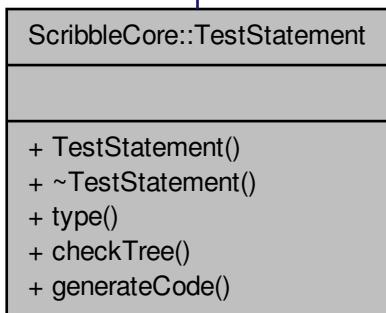 ScribbleCore::TestStatement
+ TestStatement()
+ ~TestStatement()
+ type()
+ checkTree()
+ generateCode()